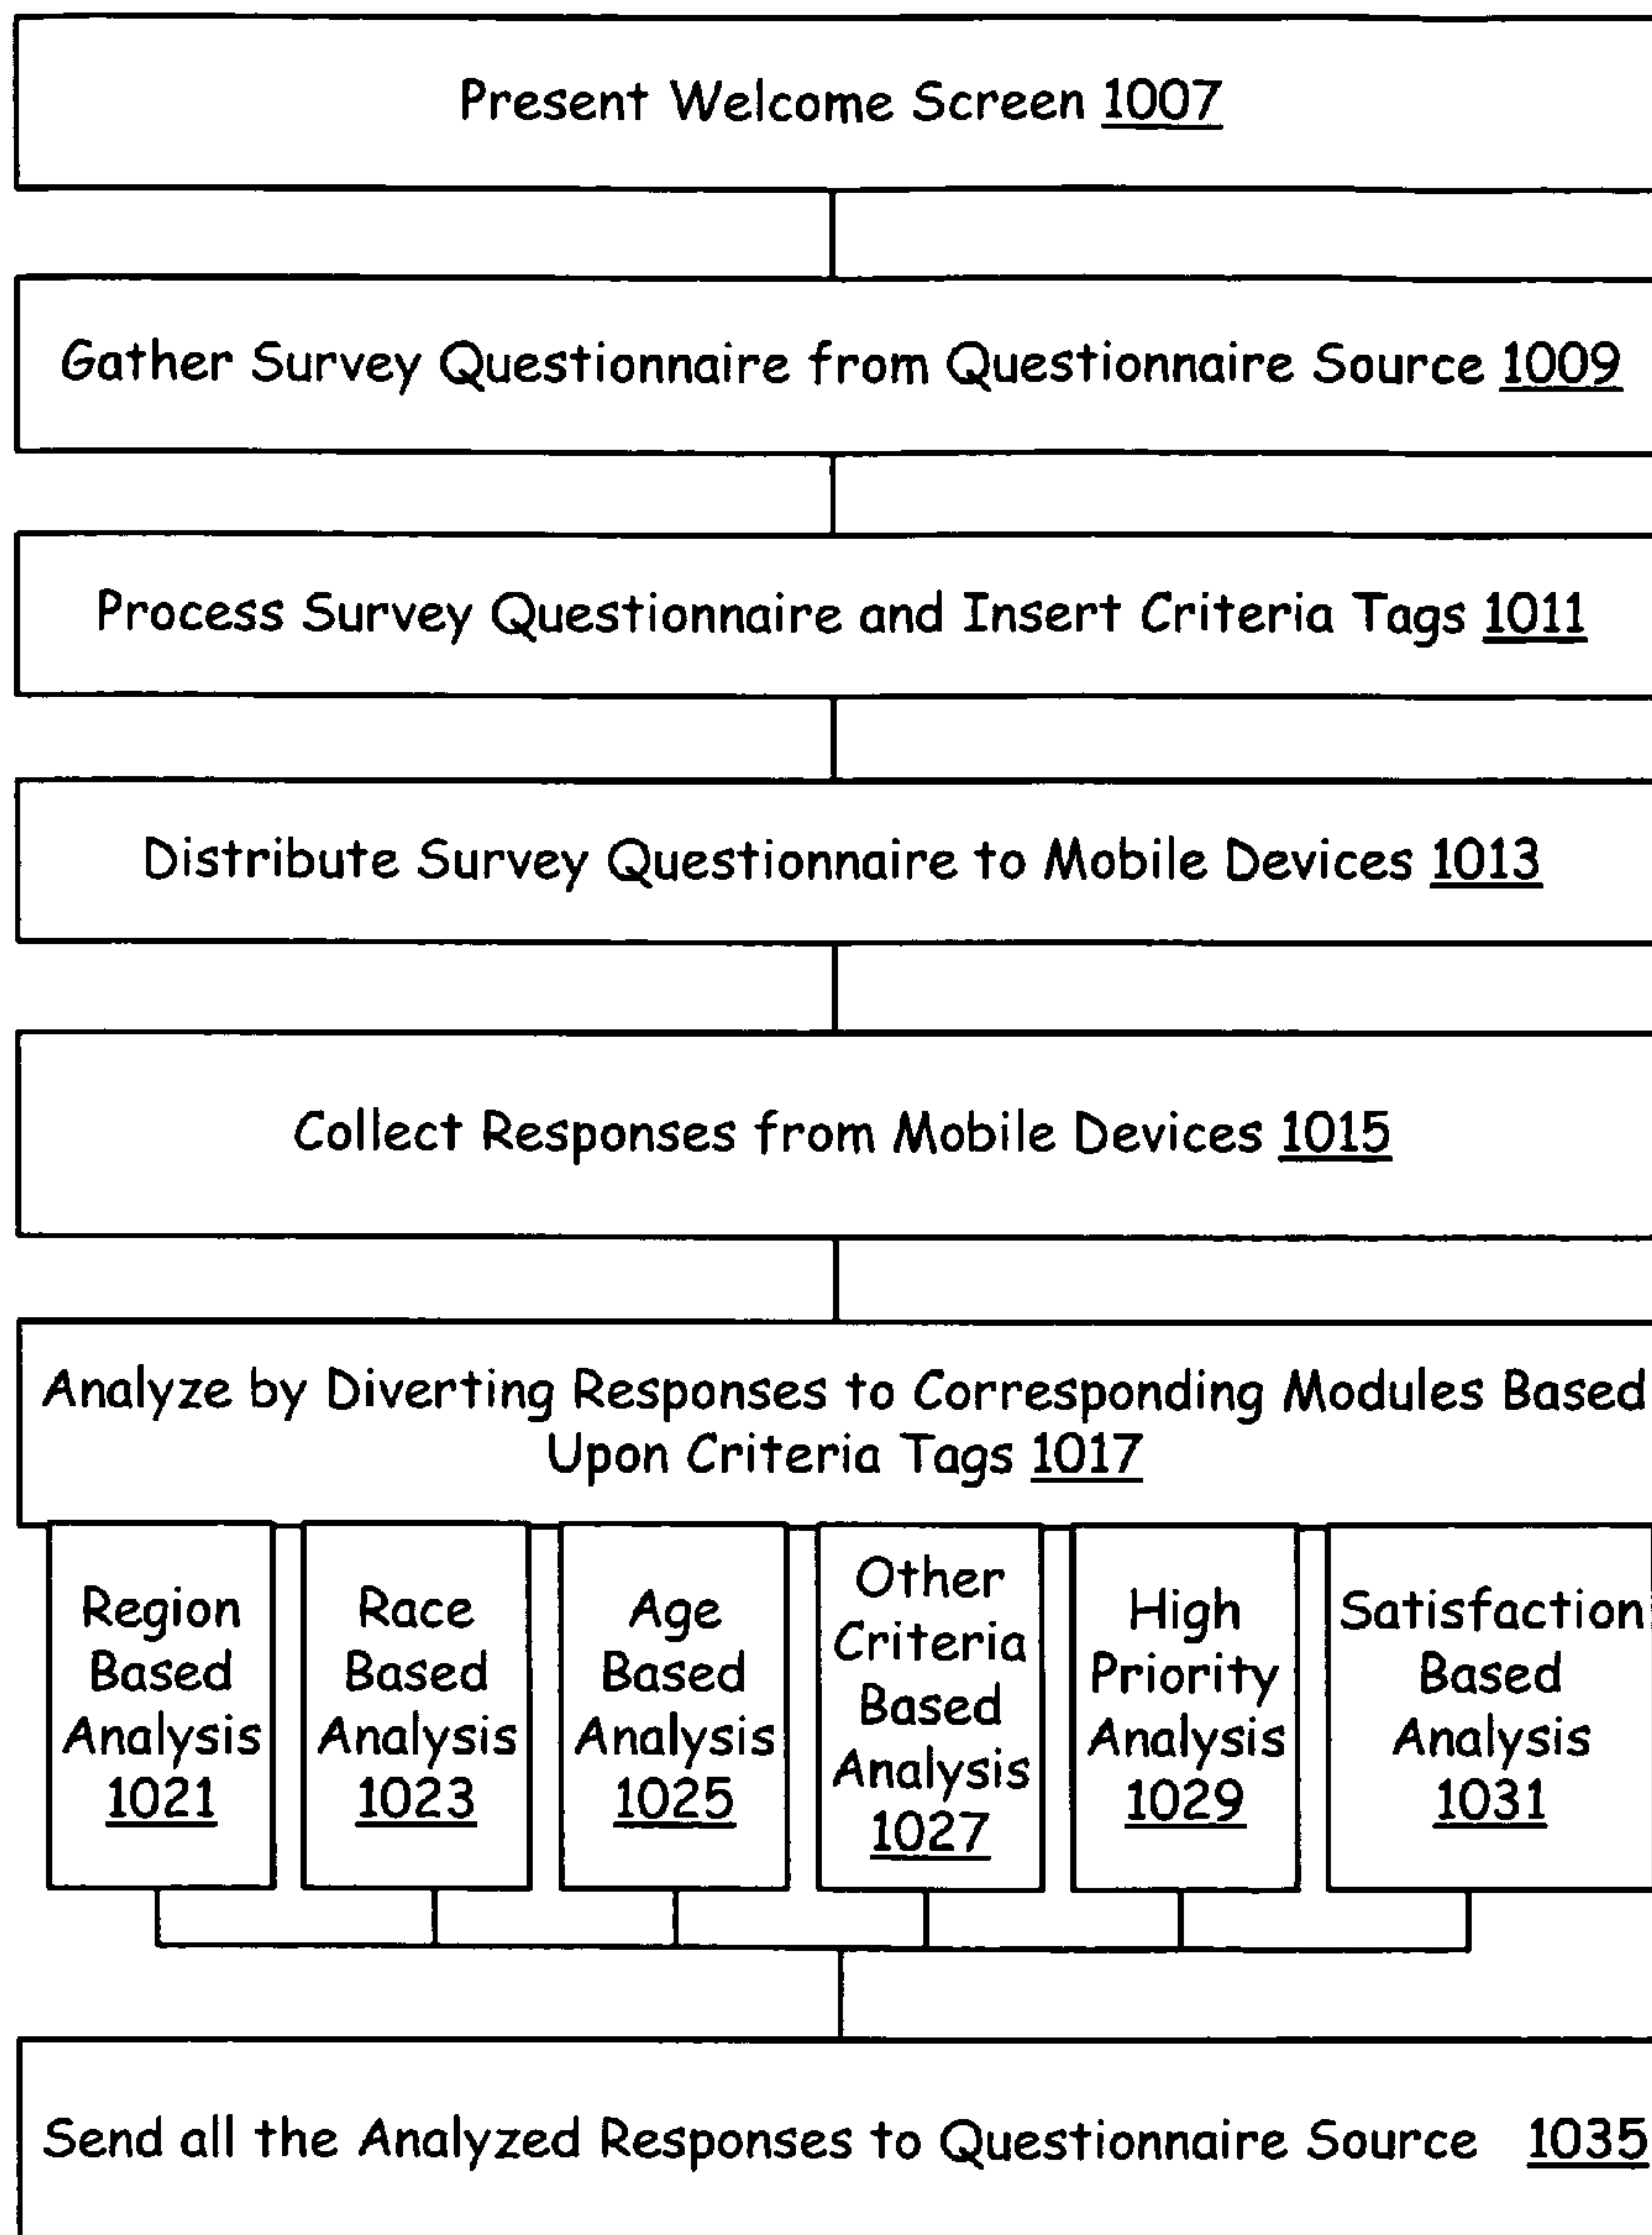 Present Welcome Screen 1007
Gather Survey Questionnaire from Questionnaire Source 1009
Process Survey Questionnaire and Insert Criteria Tags 1011
Distribute Survey Questionnaire to Mobile Devices 1013
Collect Responses from Mobile Devices 1015
Analyze by Diverting Responses to Corresponding Modules Based
Upon Criteria Tags 1017
Region
Based
Analysis
1021
Race
Based
Analysis
1023
Age
Based
Analysis
1025
Other
Criteria
Based
Analysis
1027
High
Priority
Analysis
1029
Satisfaction
Based
Analysis
1031
Send all the Analyzed Responses to Questionnaire Source 1035